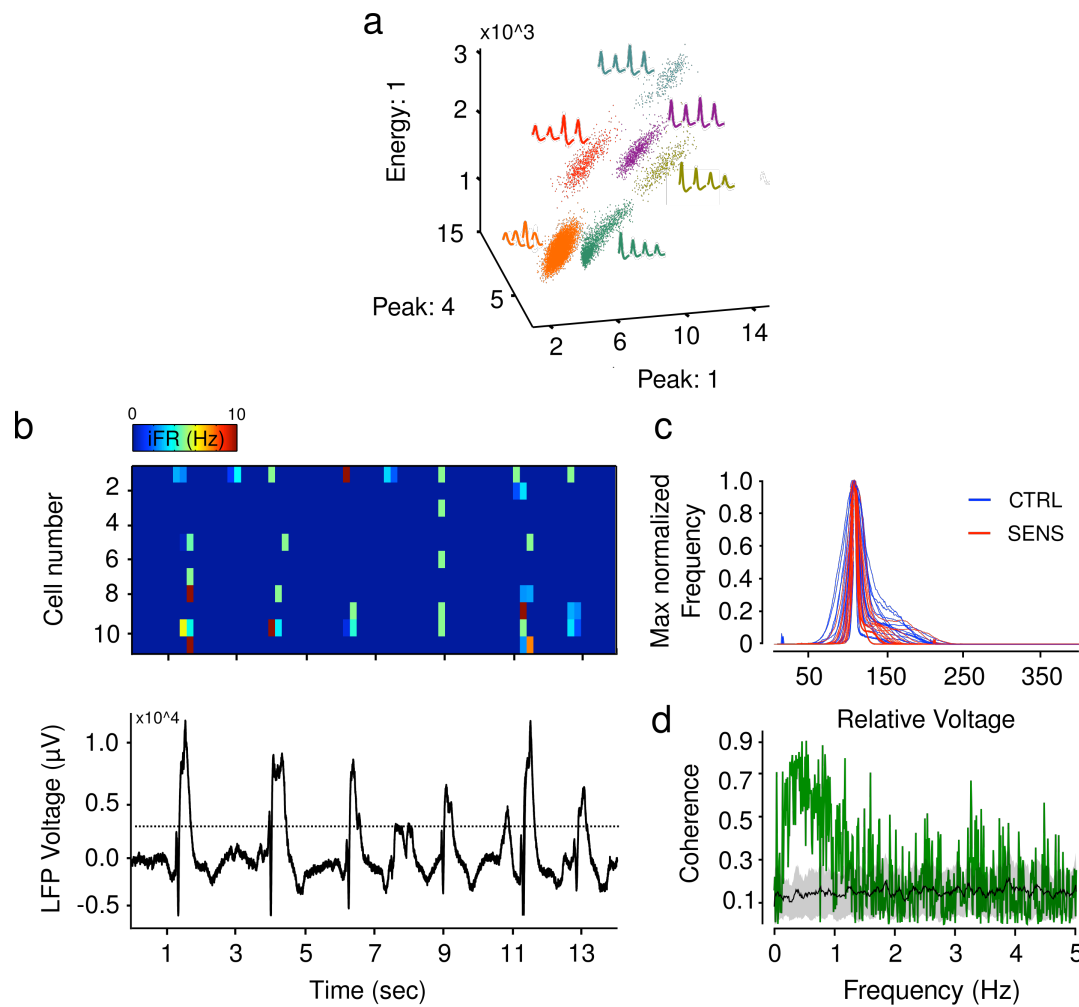 a
x10^3
3
2
1
15
5
2 6 10 14
Energy: 1
Peak: 4
Peak: 1
b
0 10
iFR (Hz)
2
4
6
8
10
Cell number
x10^4
1.0
0.5
0.0
-0.5
LFP Voltage (µV)
1 3 5 7 9 11 13
Time (sec)
c
1.0
0.8
0.6
0.4
0.2
0
Max normalized
Frequency
CTRL
SENS
50 150 250 350
Relative Voltage
d
0.9
0.7
0.5
0.3
0.1
Coherence
0 1 2 3 4 5
Frequency (Hz)